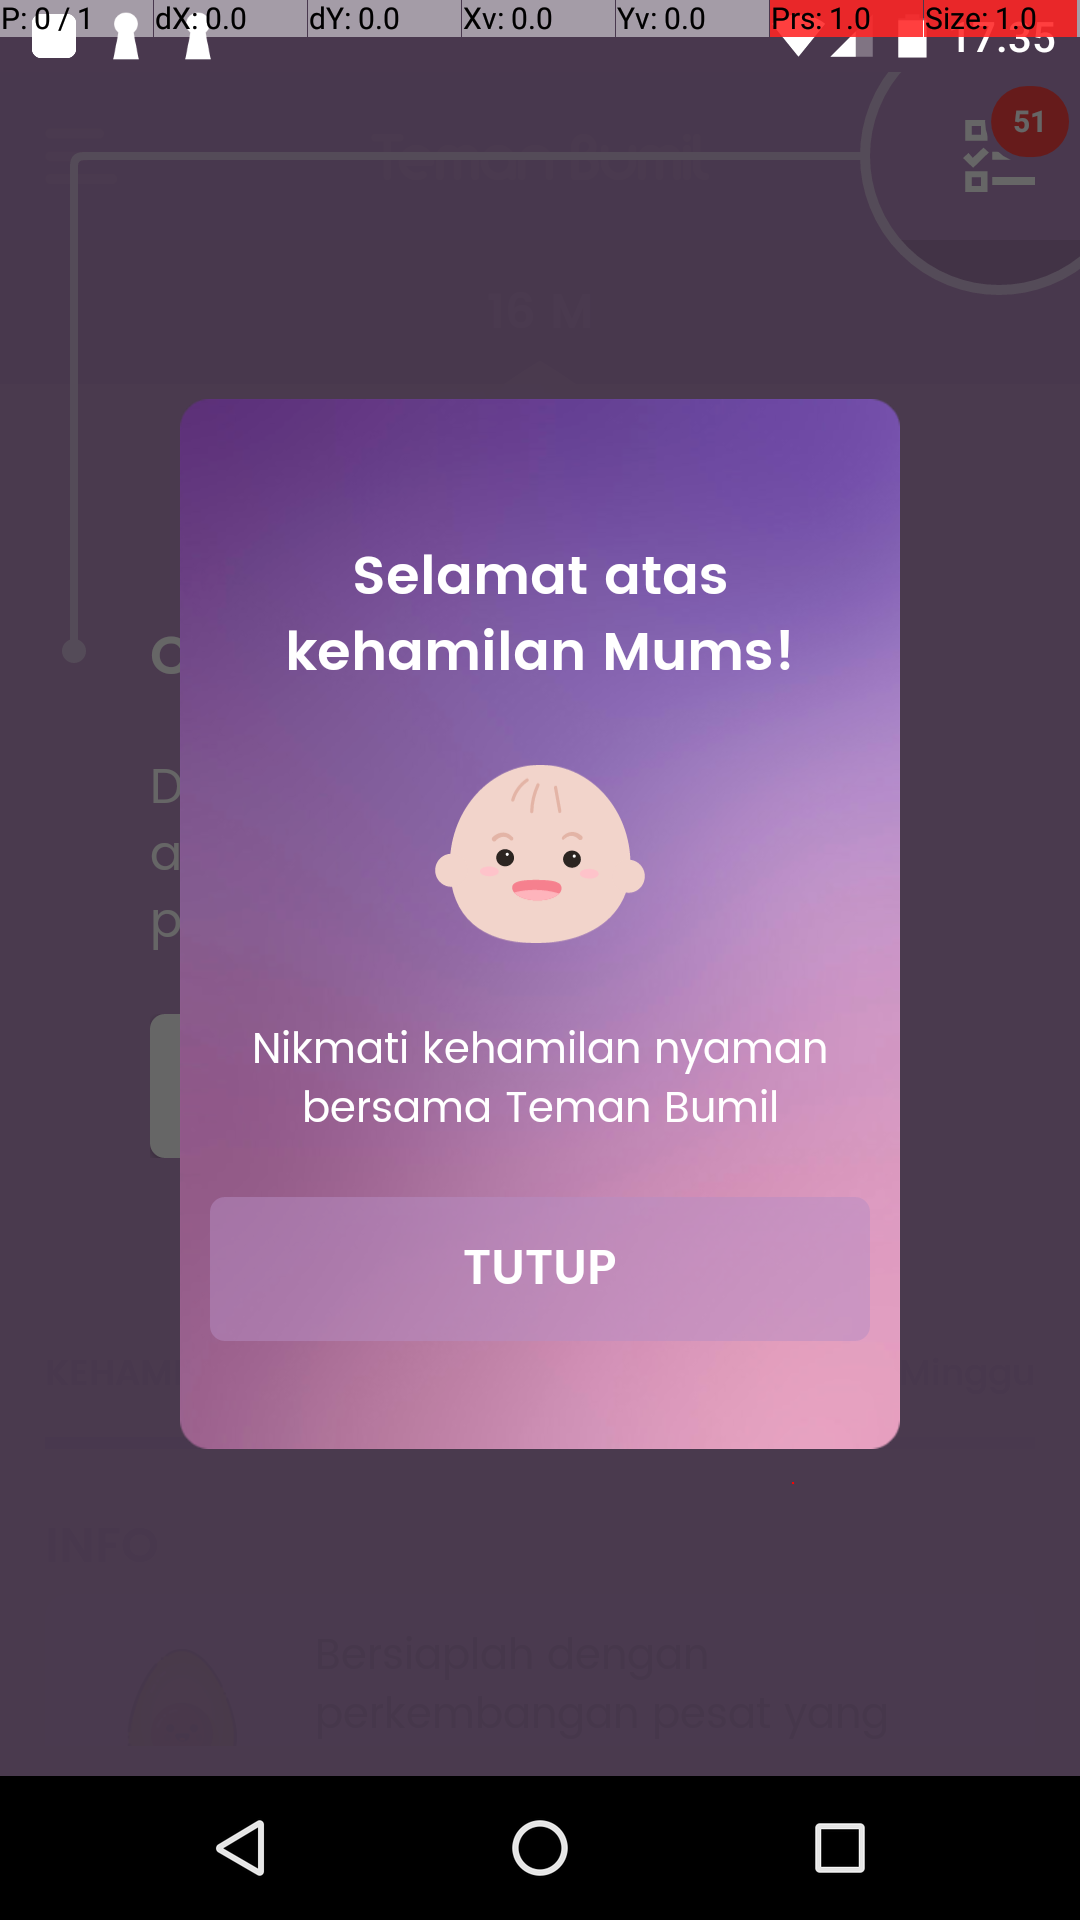 P: 0 / 1
dX: 0.0
dY: 0.0
Xv: 0.0
Yv: 0.0
Prs: 1.0
Size: 1.0
17.35
51
Teman Bumil
16 M
Selamat atas
kehamilan Mums!
Nikmati kehamilan nyaman
bersama Teman Bumil
TUTUP
Minggu
INFO
Bersiaplah dengan
perkembangan pesat yang